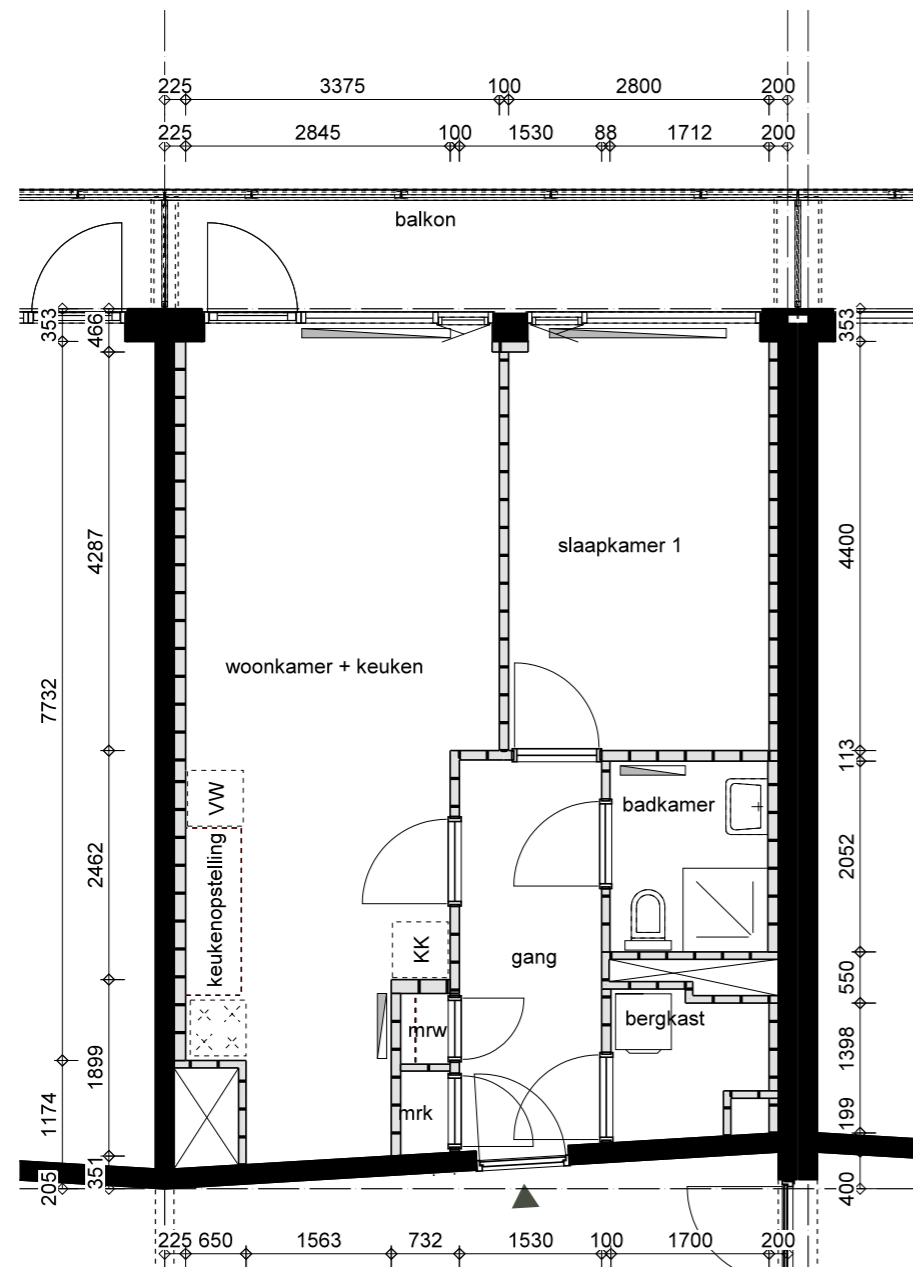 225 3375 100 2800 200
225 2845 100 1530 88 1712 200
balkon
353
466
353
4287
4400
slaapkamer 1
woonkamer + keuken
7732
113
VW
badkamer
keukenopstelling
2462
2052
KK
gang
550
mrw
bergkast
1899
1398
1174
mrk
199
351
205
400
225 650 1563 732 1530 100 1700 200